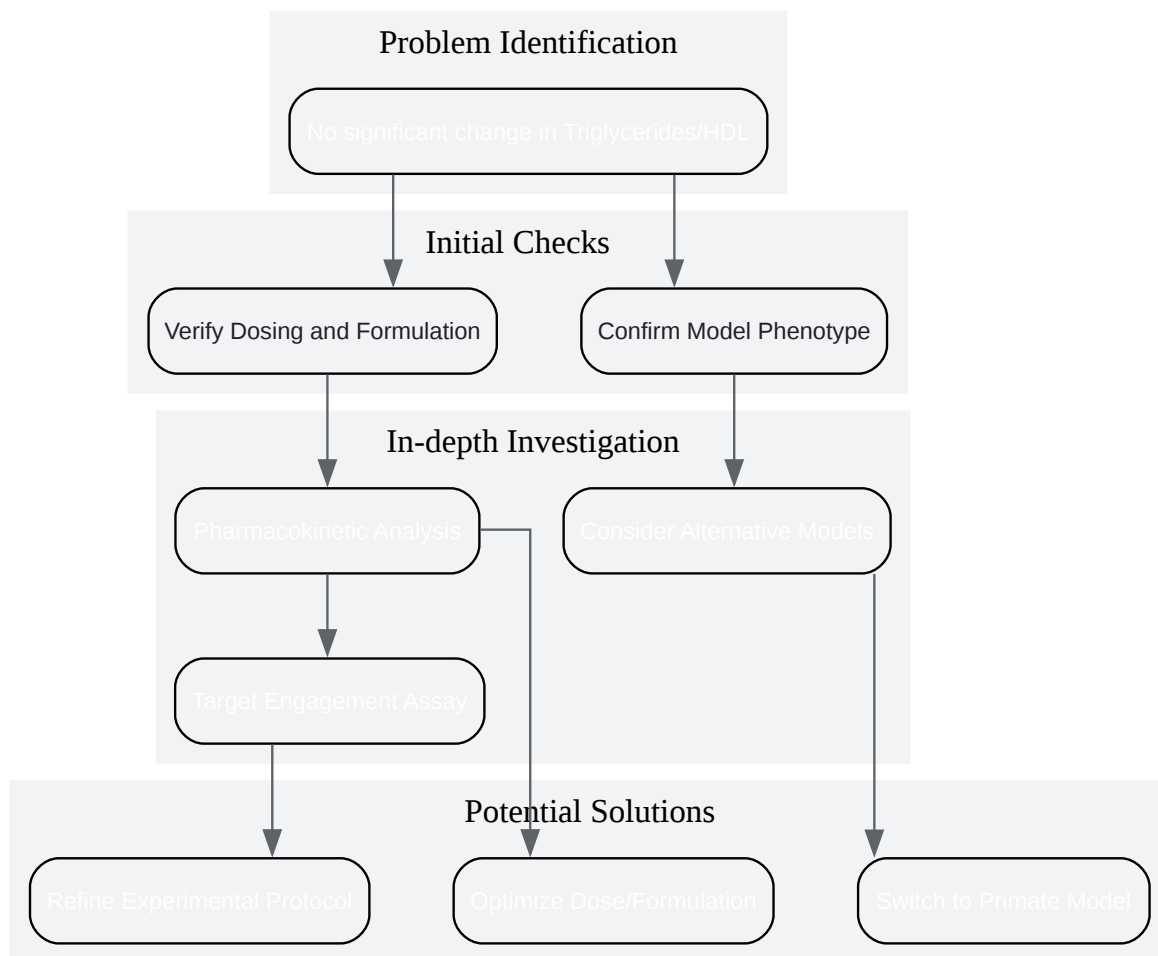 Problem Identification
No significant change in Triglycerides/HDL
Initial Checks
Verify Dosing and Formulation
Confirm Model Phenotype
In-depth Investigation
Pharmacokinetic Analysis
Consider Alternative Models
Target Engagement Assay
Potential Solutions
Refine Experimental Protocol
Optimize Dose/Formulation
Switch to Primate Model